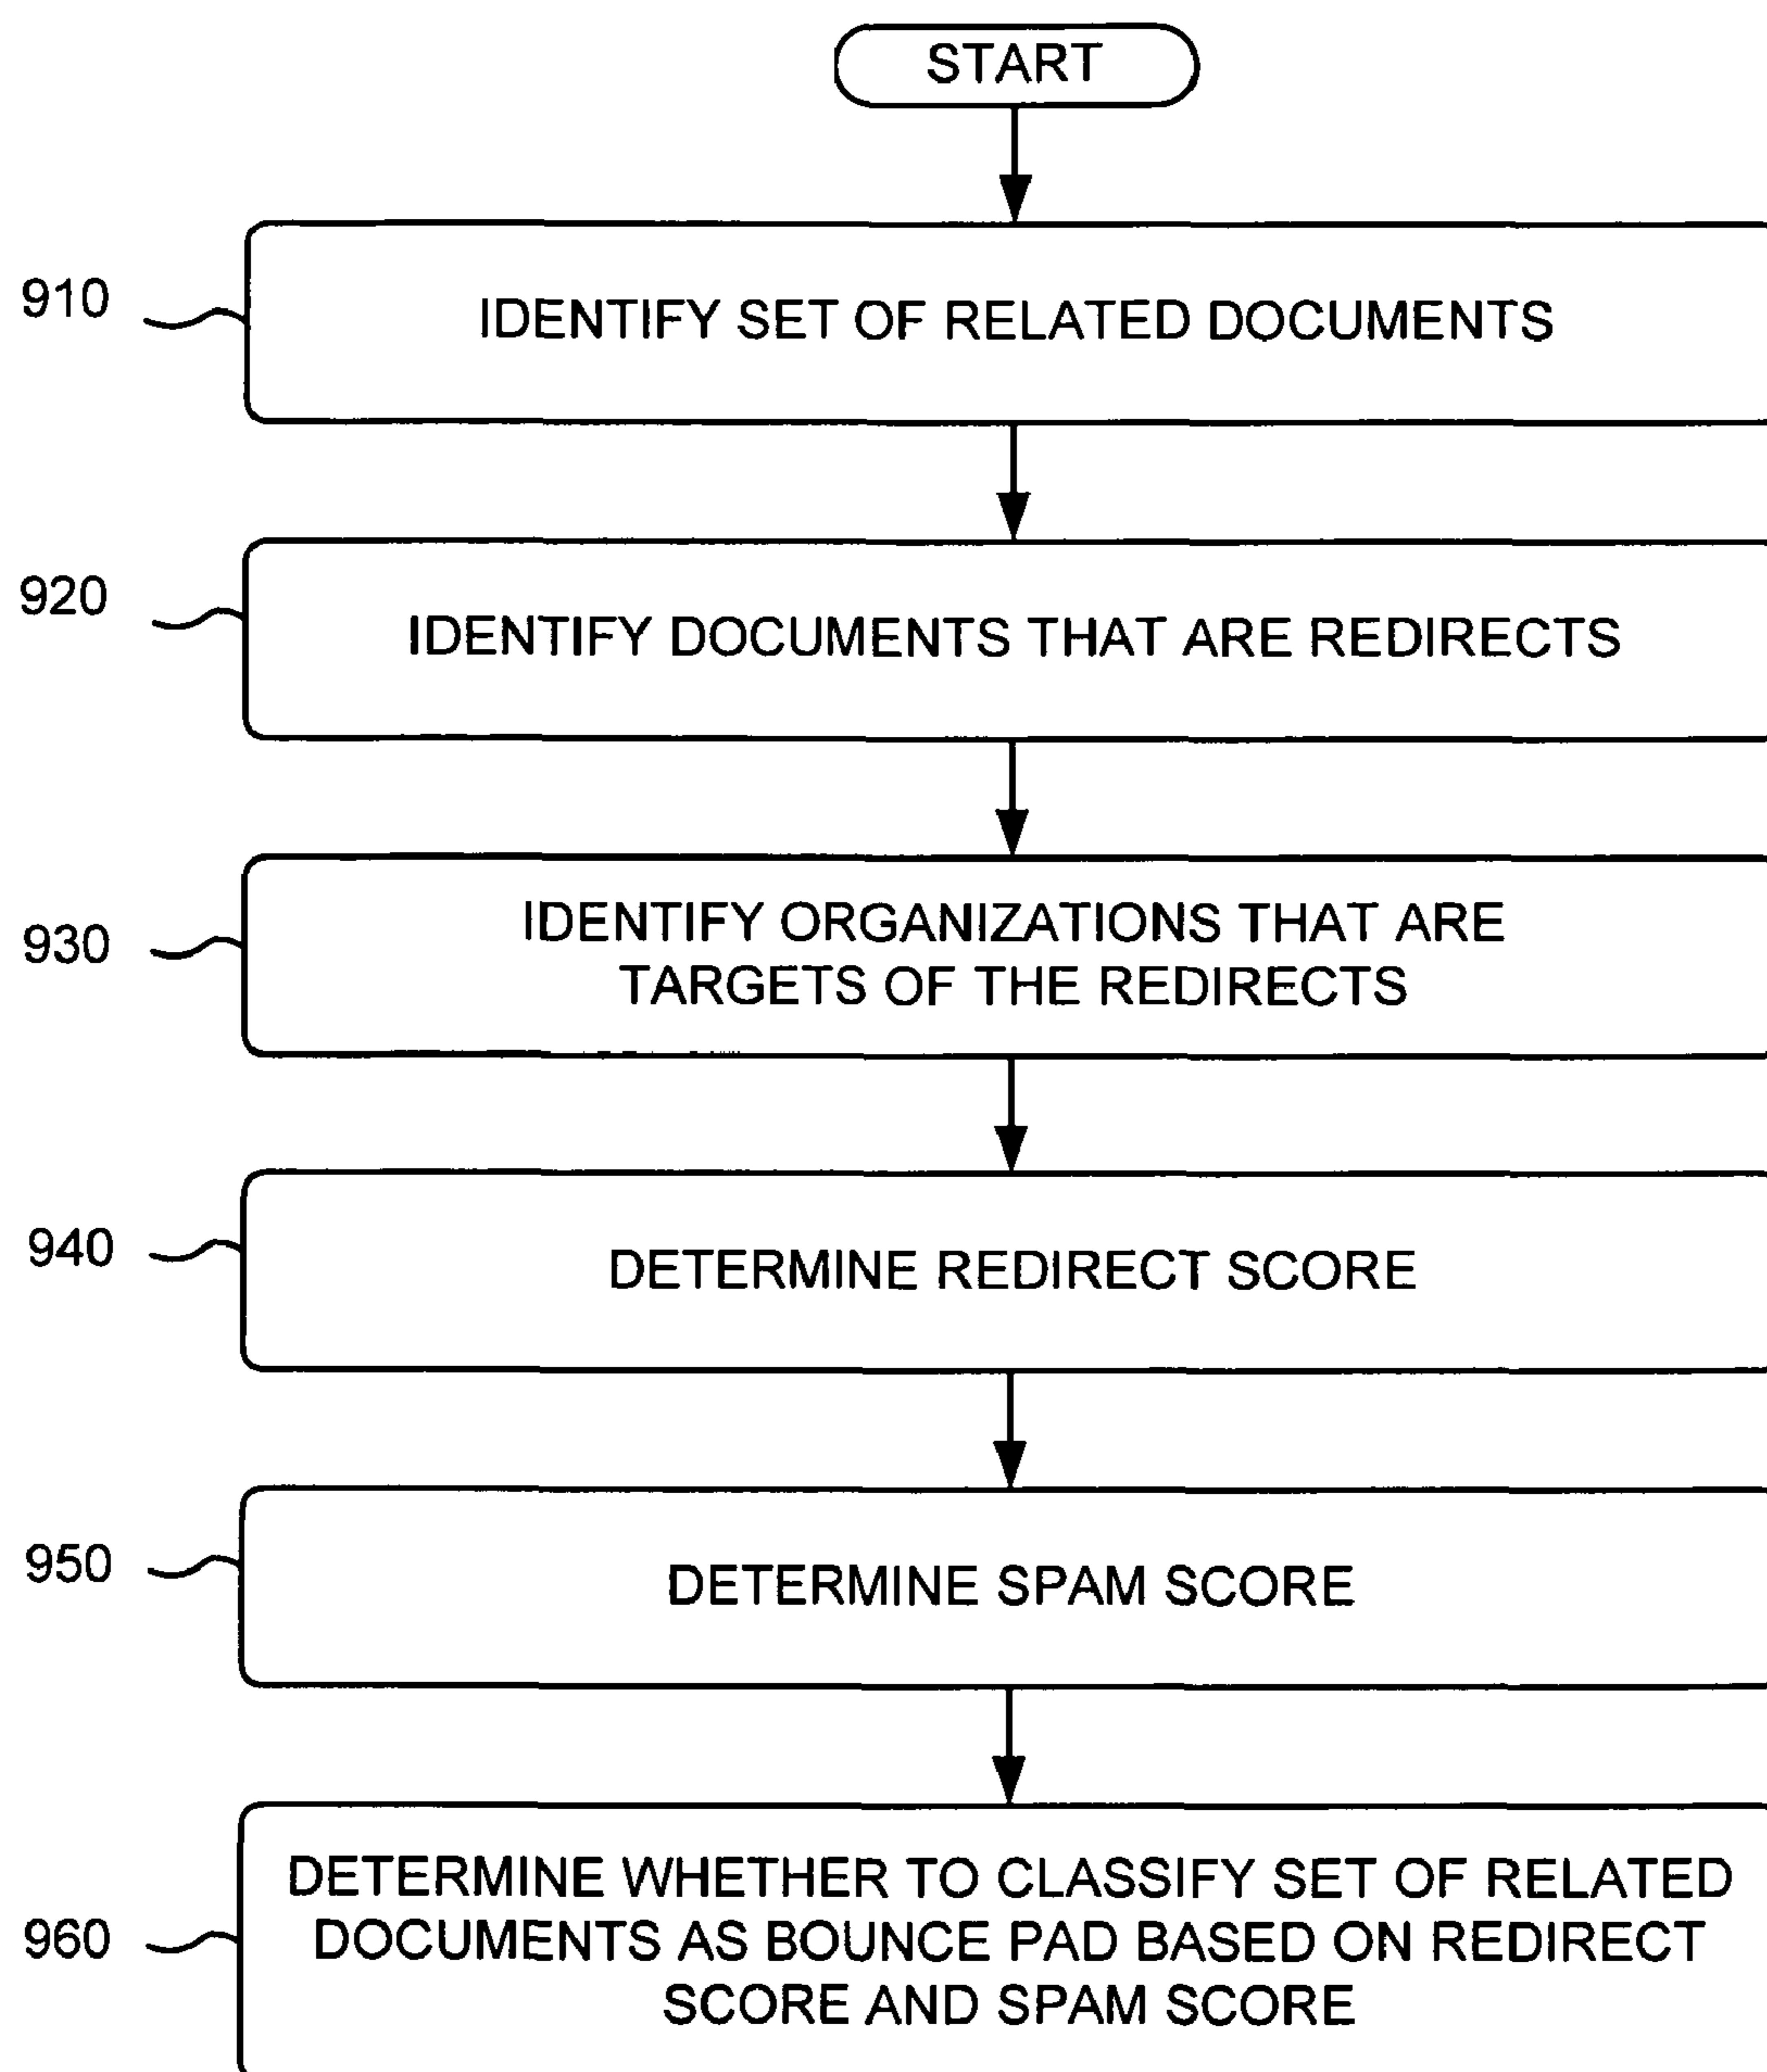 START
910
IDENTIFY SET OF RELATED DOCUMENTS
920
IDENTIFY DOCUMENTS THAT ARE REDIRECTS
930
IDENTIFY ORGANIZATIONS THAT ARE
TARGETS OF THE REDIRECTS
940
DETERMINE REDIRECT SCORE
950
DETERMINE SPAM SCORE
960
DETERMINE WHETHER TO CLASSIFY SET OF RELATED
DOCUMENTS AS BOUNCE PAD BASED ON REDIRECT
SCORE AND SPAM SCORE